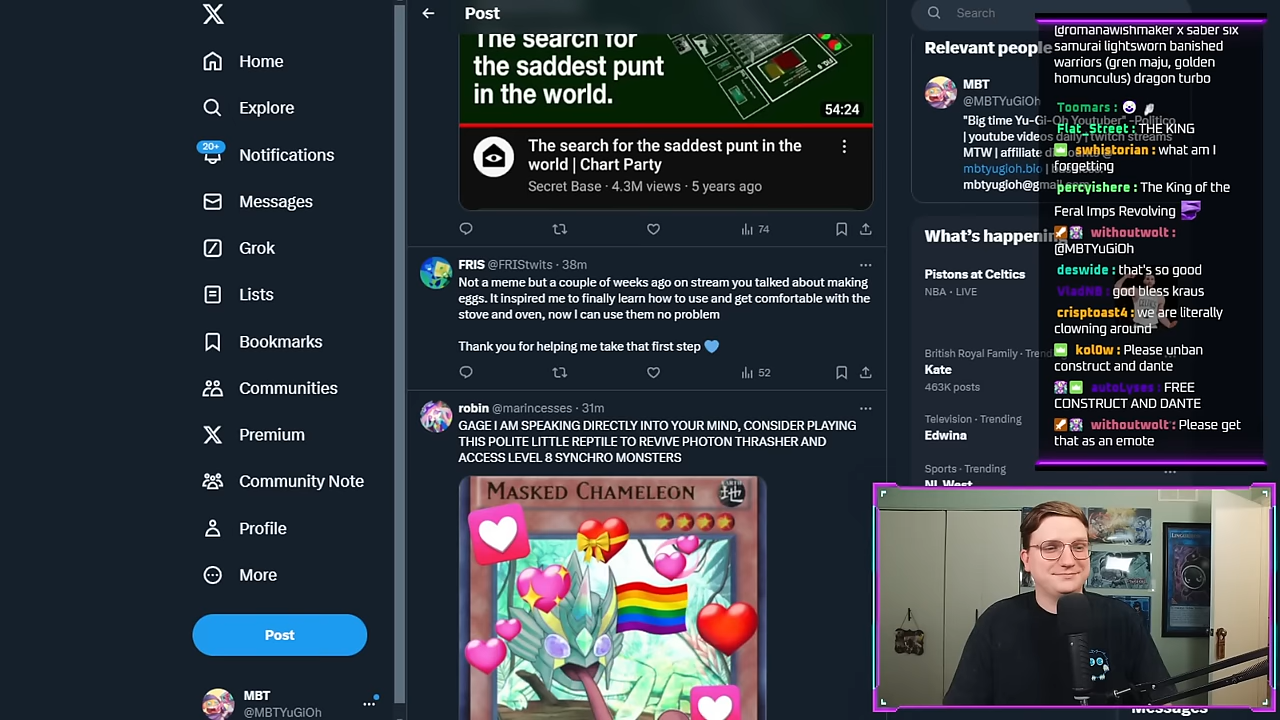 Home
Explore
20+
Notifications
Messages
Grok
Lists
Bookmarks
Communities
Premium
Community Note
Profile
More
Post
MBT
@MBTYuGiOh
Post
The search for
the saddest punt
in the world.
54:24
The search for the saddest punt in the
world | Chart Party
Secret Base · 4.3M views · 5 years ago
74
FRIS @FRIStwits · 38m
Not a meme but a couple of weeks ago on stream you talked about making
eggs. It inspired me to finally learn how to use and get comfortable with the
stove and oven, now I can use them no problem
Thank you for helping me take that first step
52
robin @marincesses · 31m
GAGE I AM SPEAKING DIRECTLY INTO YOUR MIND, CONSIDER PLAYING
THIS POLITE LITTLE REPTILE TO REVIVE PHOTON THRASHER AND
ACCESS LEVEL 8 SYNCHRO MONSTERS
MASKED CHAMELEON
EARTH
地
Search
Relevant people
MBT
@MBTYuGiOh
"Big time Yu-Gi-Oh Youtuber" -Politico
| youtube videos daily | twitch streams
MTW | affiliate
mbtyugioh.bio
mbtyugioh@gm
What's happening
Pistons at Celtics
NBA · LIVE
British Royal Family · Trend
Kate
463K posts
Television · Trending
Edwina
Sports · Trending
NL West
Messages
@romanawishmaker x saber six
samurai lightsworn banished
warriors (gren maju, golden
homunculus) dragon turbo
Toomars :
Flat_Street : THE KING
swhistorian : what am I
forgetting
percyishere : The King of the
Feral Imps Revolving
withoutwolt :
@MBTYuGiOh
deswide : that's so good
VladNB : god bless kraus
crisptoast4 : we are literally
clowning around
kol0w : Please unban
construct and dante
autoLyses : FREE
CONSTRUCT AND DANTE
withoutwolt : Please get
that as an emote